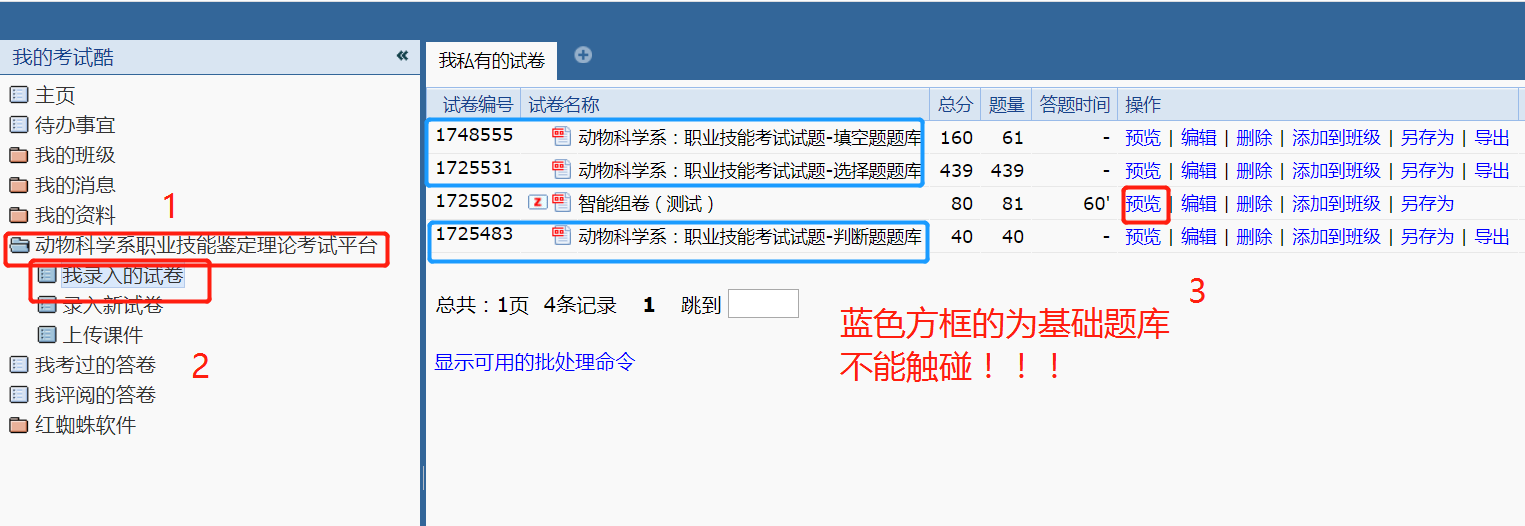 我的考试酷
«
主页
待办事宜
我的班级
我的消息
我的资料
1
动物科学系职业技能鉴定理论考试平台
我录入的试卷
录入新试卷
上传课件
我考过的答卷
2
我评阅的答卷
红蜘蛛软件
我私有的试卷
试卷编号 试卷名称 总分 题量 答题时间 操作
1748555 动物科学系：职业技能考试试题-填空题题库 160 61 - 预览 | 编辑 | 删除 | 添加到班级 | 另存为 | 导出
1725531 动物科学系：职业技能考试试题-选择题题库 439 439 - 预览 | 编辑 | 删除 | 添加到班级 | 另存为 | 导出
1725502 Z 智能组卷（测试） 80 81 60' 预览 | 编辑 | 删除 | 添加到班级 | 另存为
1725483 动物科学系：职业技能考试试题-判断题题库 40 40 - 预览 | 编辑 | 删除 | 添加到班级 | 另存为 | 导出
3
总共：1页 4条记录 1 跳到
蓝色方框的为基础题库
不能触碰！！！
显示可用的批处理命令